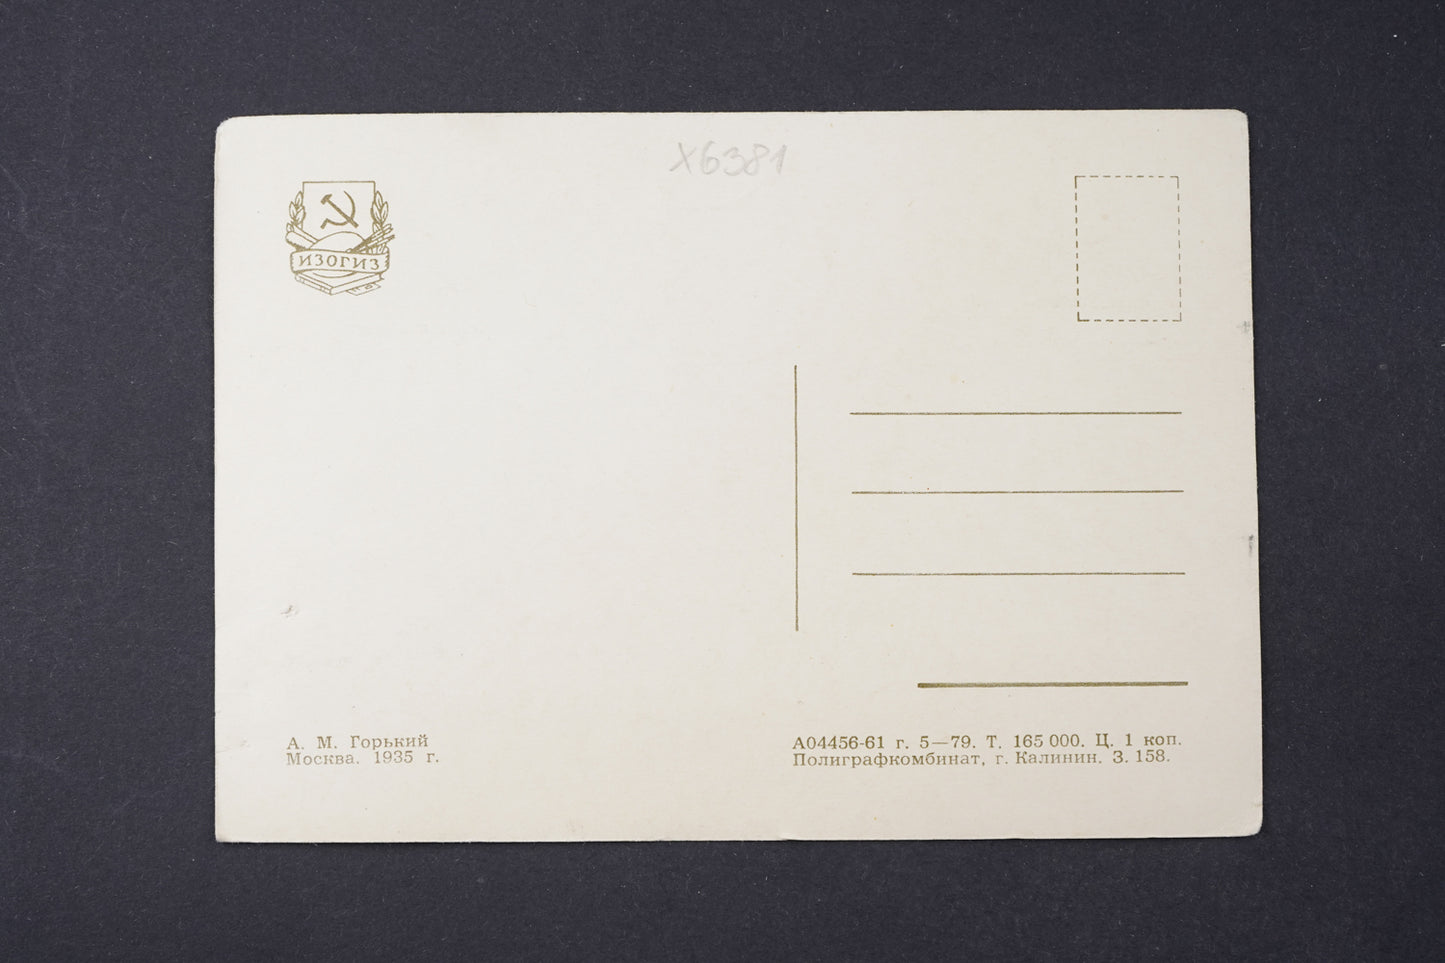 х6381
ИЗОГИЗ
А. М. Горький
Москва. 1935 г.
А04456-61 г. 5—79. Т. 165 000. Ц. 1 коп.
Полиграфкомбинат, г. Калинин. З. 158.